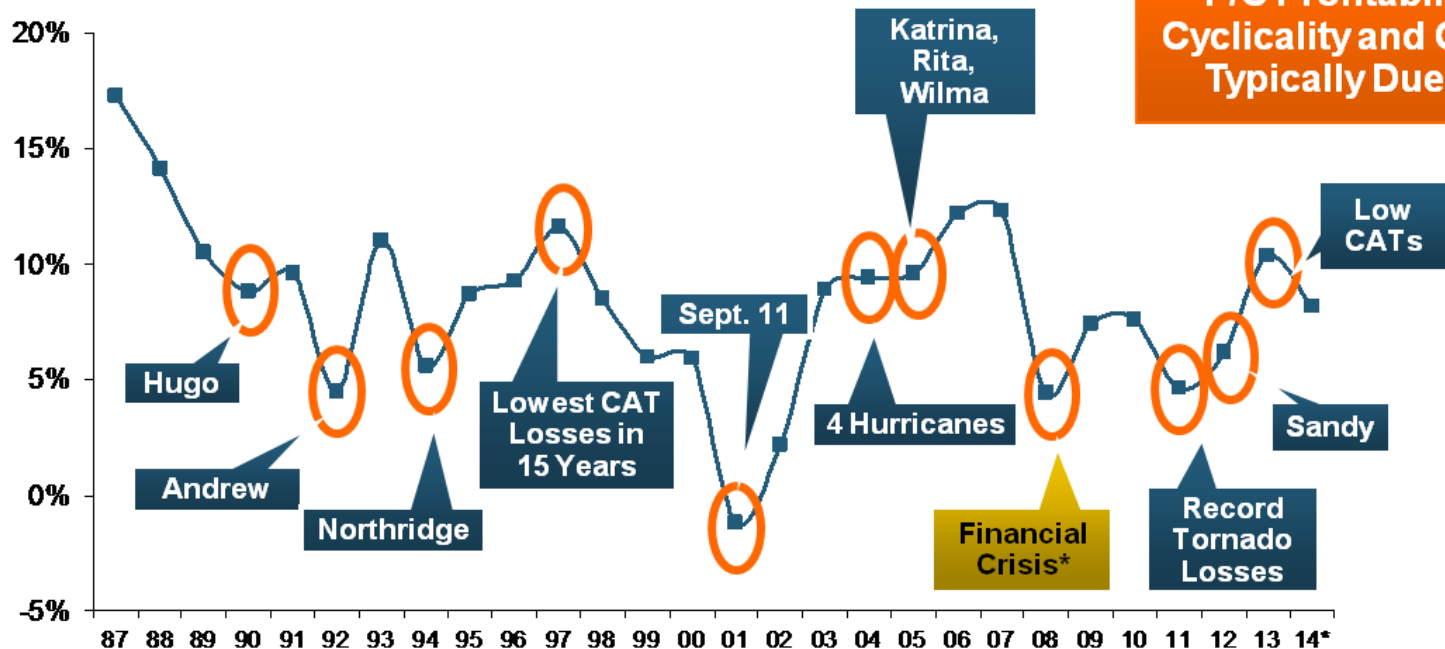 Cyclicality and
Typically Due
20%
15%
10%
5%
0%
-5%
Katrina,
Rita,
Wilma
Low
CATs
Sept. 11
Hugo
Lowest CAT
Losses in
15 Years
4 Hurricanes
Sandy
Andrew
Northridge
Financial
Crisis*
Record
Tornado
Losses
87 88 89 90 91 92 93 94 95 96 97 98 99 00 01 02 03 04 05 06 07 08 09 10 11 12 13 14*